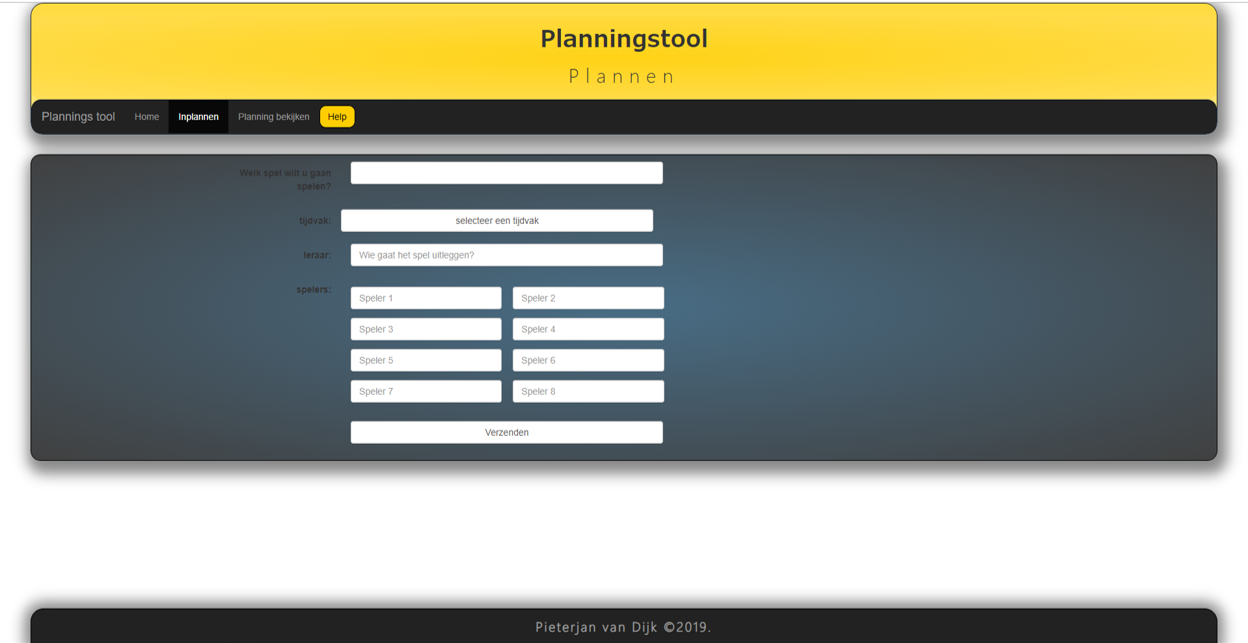 Planningstool
Plannen
Plannings tool Home Inplannen Planning bekijken Help
Welk spel wilt u gaan
spelen?
tijdvak: selecteer een tijdvak
leraar: Wie gaat het spel uitleggen?
spelers:
Speler 1 Speler 2
Speler 3 Speler 4
Speler 5 Speler 6
Speler 7 Speler 8
Verzenden
Pieterjan van Dijk ©2019.